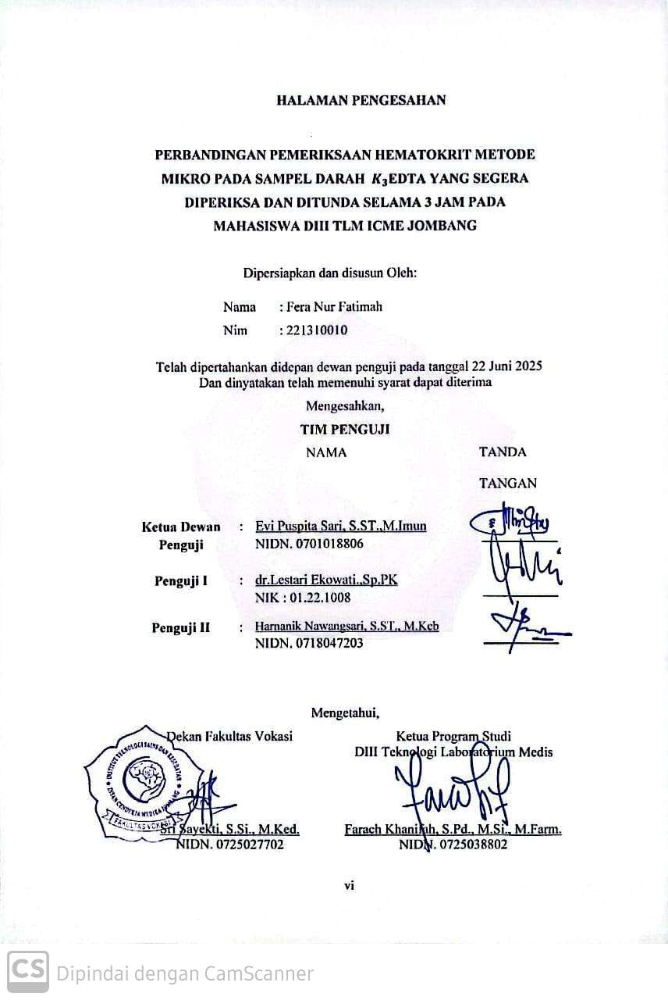 HALAMAN PENGESAHAN
PERBANDINGAN PEMERIKSAAN HEMATOKRIT METODE
MIKRO PADA SAMPEL DARAH K₃EDTA YANG SEGERA
DIPERIKSA DAN DITUNDA SELAMA 3 JAM PADA
MAHASISWA DIII TLM ICME JOMBANG
Dipersiapkan dan disusun Oleh:
Nama : Fera Nur Fatimah
Nim : 221310010
Telah dipertahankan didepan dewan penguji pada tanggal 22 Juni 2025
Dan dinyatakan telah memenuhi syarat dapat diterima
Mengesahkan,
TIM PENGUJI
NAMA TANDA
TANGAN
Ketua Dewan : Evi Puspita Sari, S.ST.,M.Imun
Penguji NIDN. 0701018806
Penguji I : dr.Lestari Ekowati.,Sp.PK
NIK : 01.22.1008
Penguji II : Harnanik Nawangsari, S.ST., M.Keb
NIDN. 0718047203
Mengetahui,
Dekan Fakultas Vokasi Ketua Program Studi
DIII Teknologi Laboratorium Medis
INSTITUT TEKNOLOGI SAINS DAN KESEHATAN
INSAN CENDEKIA MEDIKA JOMBANG
FAKULTAS VOKASI
Sri Sayekti, S.Si., M.Ked. Farach Khanifah, S.Pd., M.Si., M.Farm.
NIDN. 0725027702 NIDN. 0725038802
vi
CS Dipindai dengan CamScanner